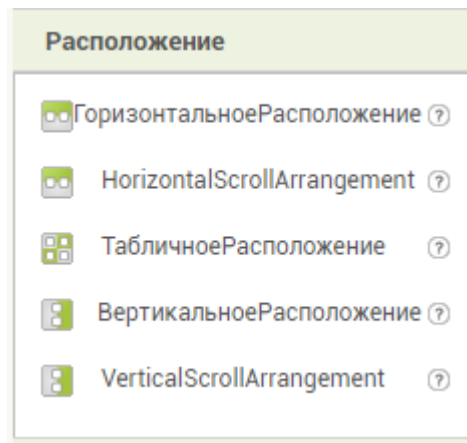 Расположение
ГоризонтальноеРасположение ?
HorizontalScrollArrangement ?
ТабличноеРасположение ?
ВертикальноеРасположение ?
VerticalScrollArrangement ?